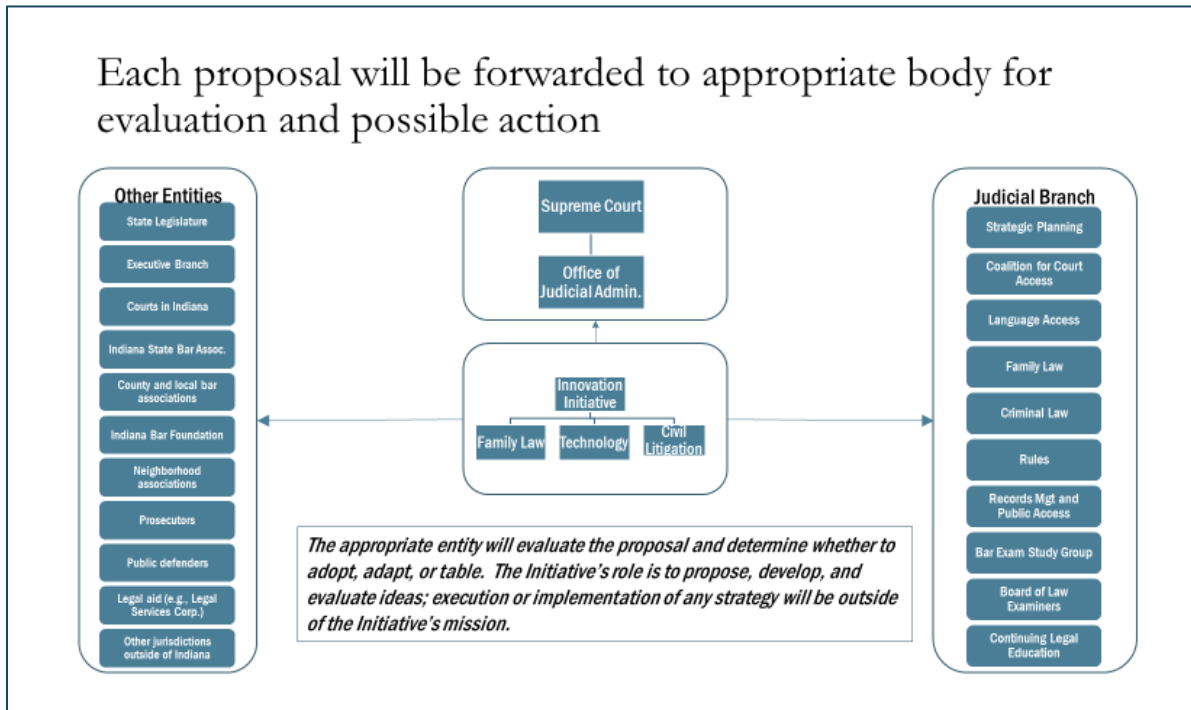 Each proposal will be forwarded to appropriate body for
evaluation and possible action
Other Entities
State Legislature
Executive Branch
Courts in Indiana
Indiana State Bar Assoc.
County and local bar
associations
Indiana Bar Foundation
Neighborhood
associations
Prosecutors
Public defenders
Legal aid (e.g., Legal
Services Corp.)
Other jurisdictions
outside of Indiana
Supreme Court
Office of
Judicial Admin.
Innovation
Initiative
Family Law
Technology
Civil
Litigation
The appropriate entity will evaluate the proposal and determine whether to
adopt, adapt, or table. The Initiative's role is to propose, develop, and
evaluate ideas; execution or implementation of any strategy will be outside
of the Initiative's mission.
Judicial Branch
Strategic Planning
Coalition for Court
Access
Language Access
Family Law
Criminal Law
Rules
Records Mgt and
Public Access
Bar Exam Study Group
Board of Law
Examiners
Continuing Legal
Education